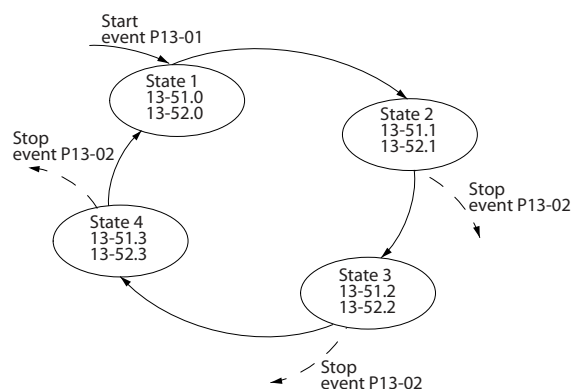 Start
event P13-01
State 1
13-51.0
13-52.0
State 2
13-51.1
13-52.1
Stop
event P13-02
State 4
13-51.3
13-52.3
Stop
event P13-02
State 3
13-51.2
13-52.2
Stop
event P13-02